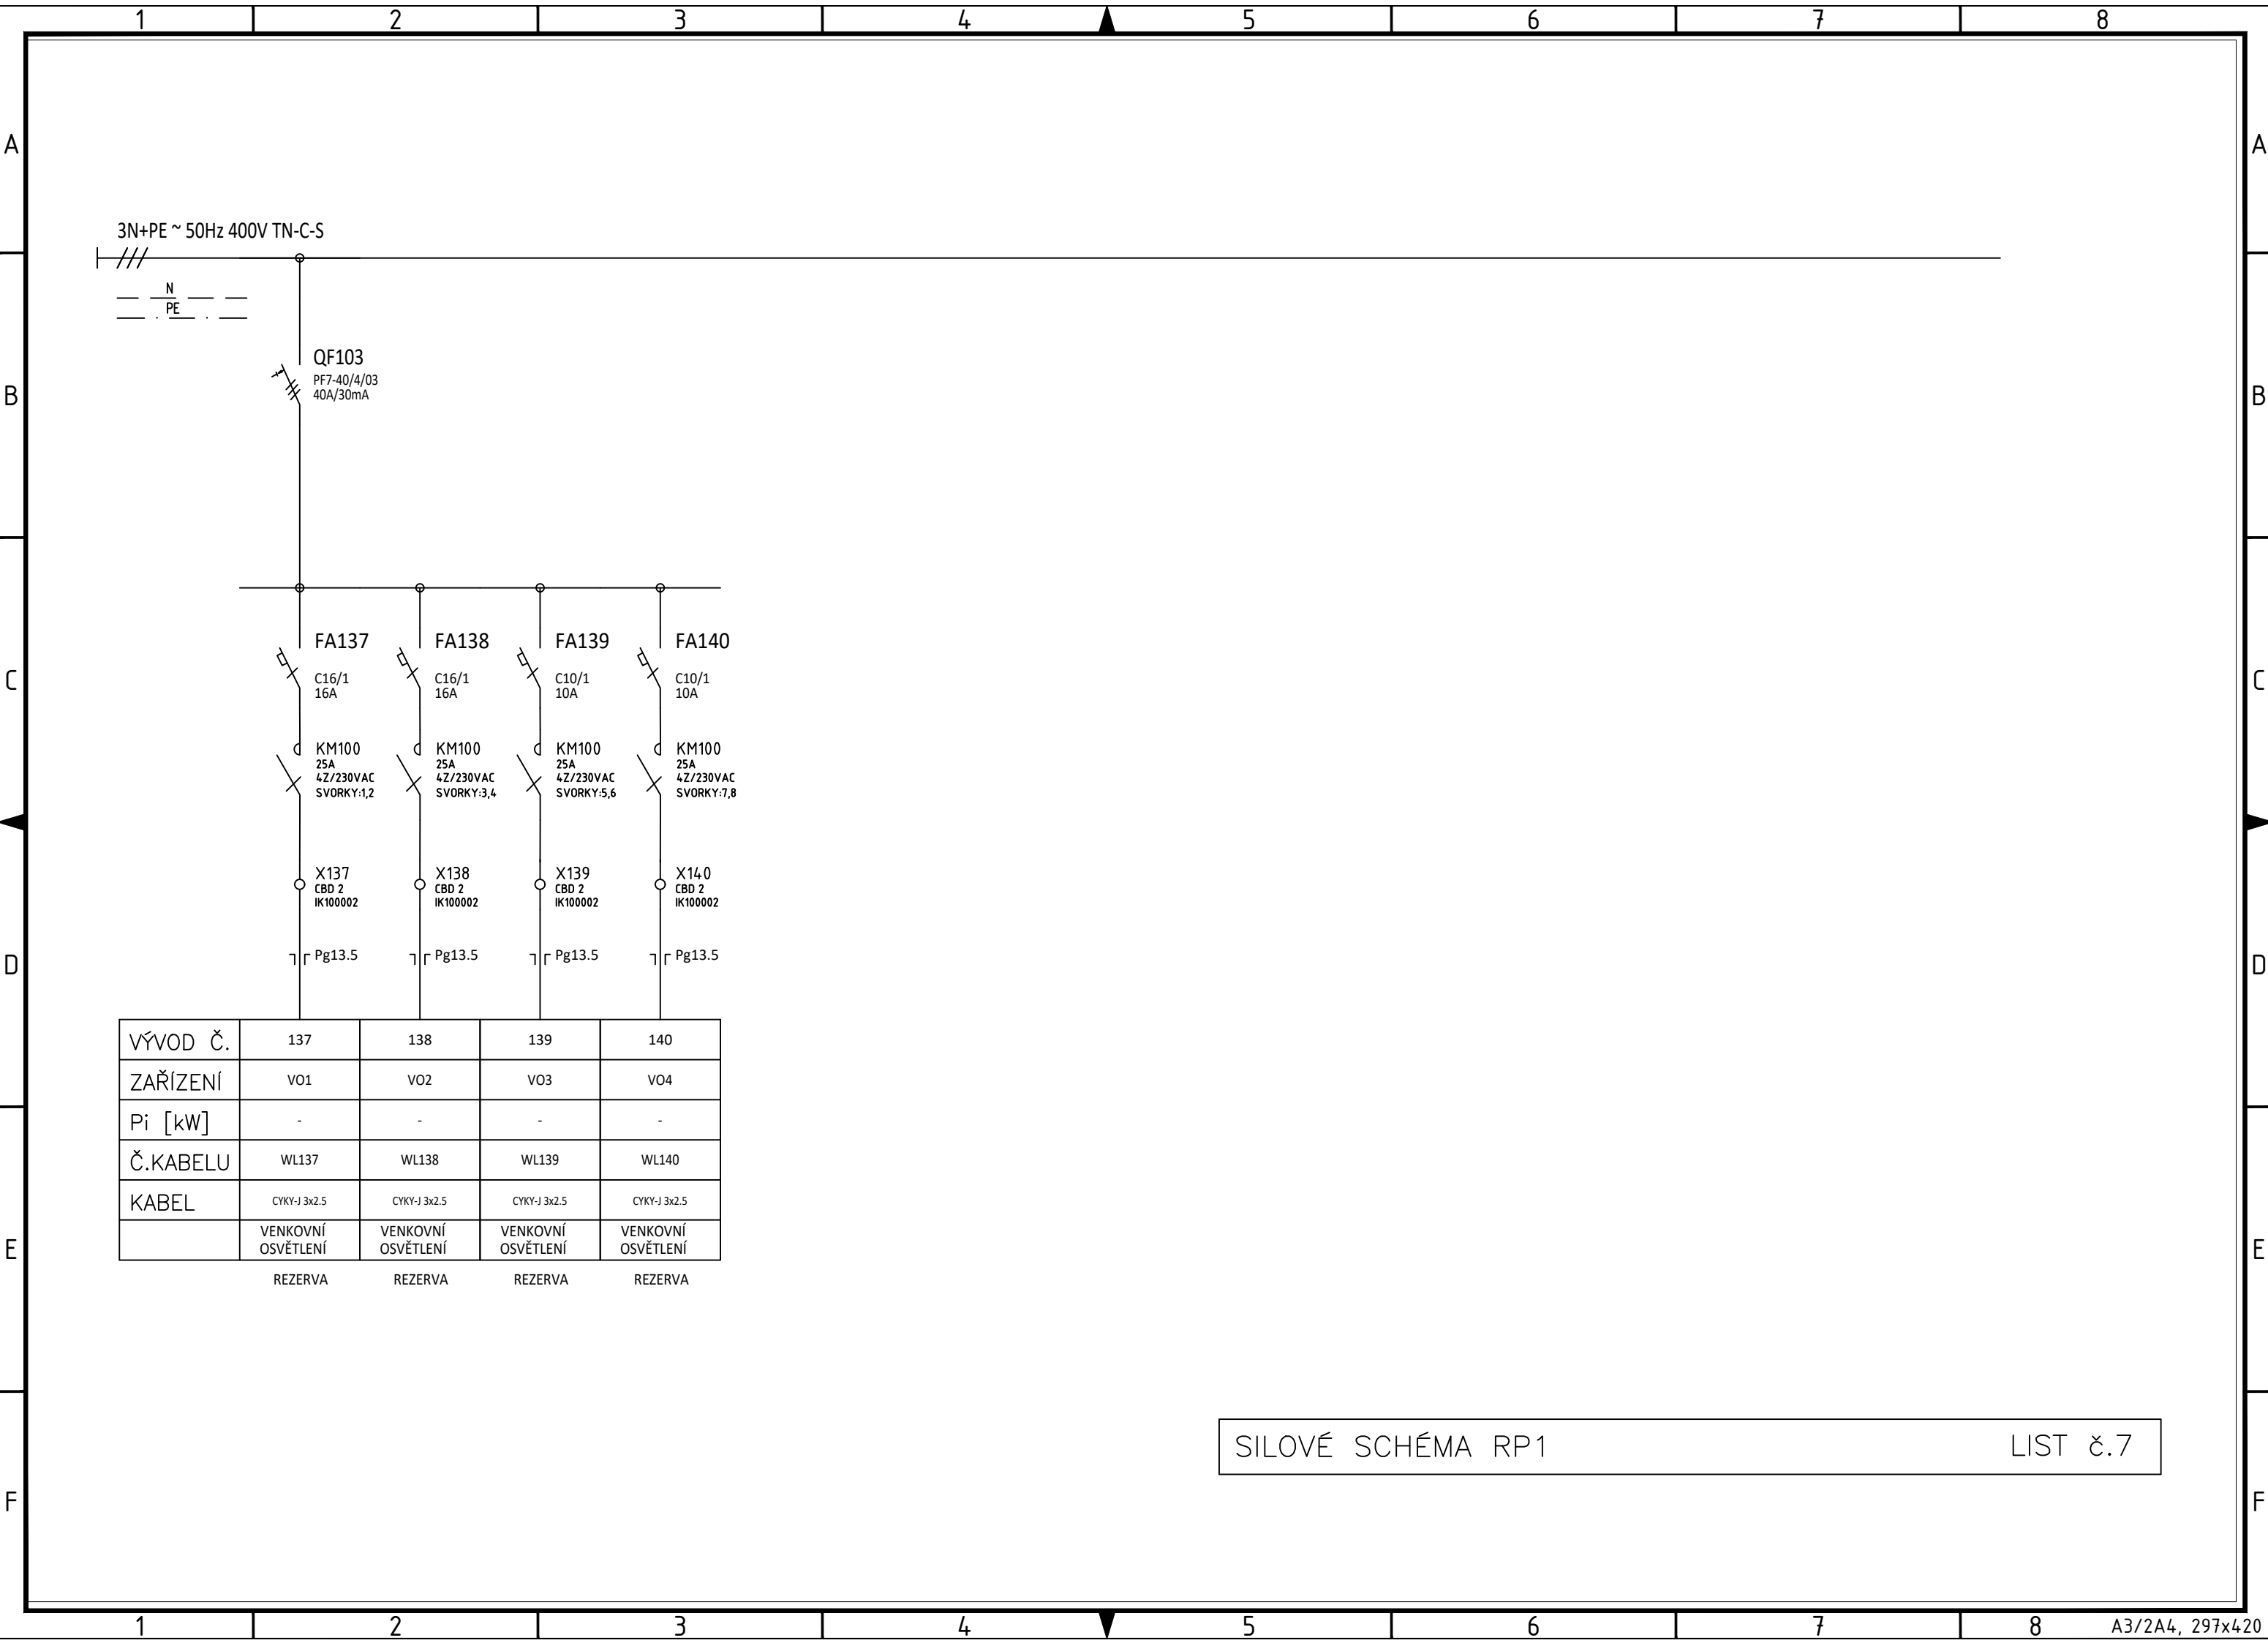 1 2 3 4 5 6 7 8
A A
3N+PE ~ 50Hz 400V TN-C-S
N
PE
QF103
PF7-40/4/03
40A/30mA
B B
FA137 FA138 FA139 FA140
C16/1 C16/1 C10/1 C10/1
16A 16A 10A 10A
C C
KM100 KM100 KM100 KM100
25A 25A 25A 25A
4Z/230VAC 4Z/230VAC 4Z/230VAC 4Z/230VAC
SVORKY:1,2 SVORKY:3,4 SVORKY:5,6 SVORKY:7,8
X137 X138 X139 X140
CBD 2 CBD 2 CBD 2 CBD 2
IK100002 IK100002 IK100002 IK100002
Pg13.5 Pg13.5 Pg13.5 Pg13.5
D D
VÝVOD Č. 137 138 139 140
ZAŘÍZENÍ VO1 VO2 VO3 VO4
Pi [kW] - - - -
Č.KABELU WL137 WL138 WL139 WL140
KABEL CYKY-J 3x2.5 CYKY-J 3x2.5 CYKY-J 3x2.5 CYKY-J 3x2.5
VENKOVNÍ VENKOVNÍ VENKOVNÍ VENKOVNÍ
OSVĚTLENÍ OSVĚTLENÍ OSVĚTLENÍ OSVĚTLENÍ
E E
REZERVA REZERVA REZERVA REZERVA
SILOVÉ SCHÉMA RP1 LIST č.7
F F
1 2 3 4 5 6 7 8 A3/2A4, 297x420